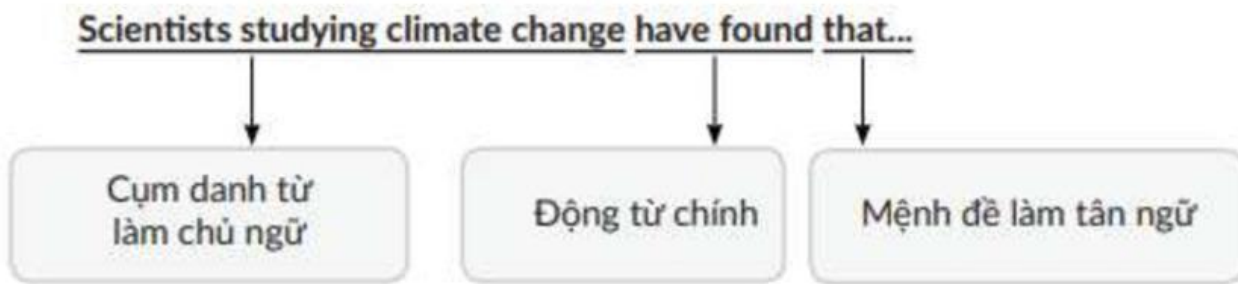 Scientists studying climate change have found that...
Cụm danh từ
làm chủ ngữ
Động từ chính
Mệnh đề làm tân ngữ